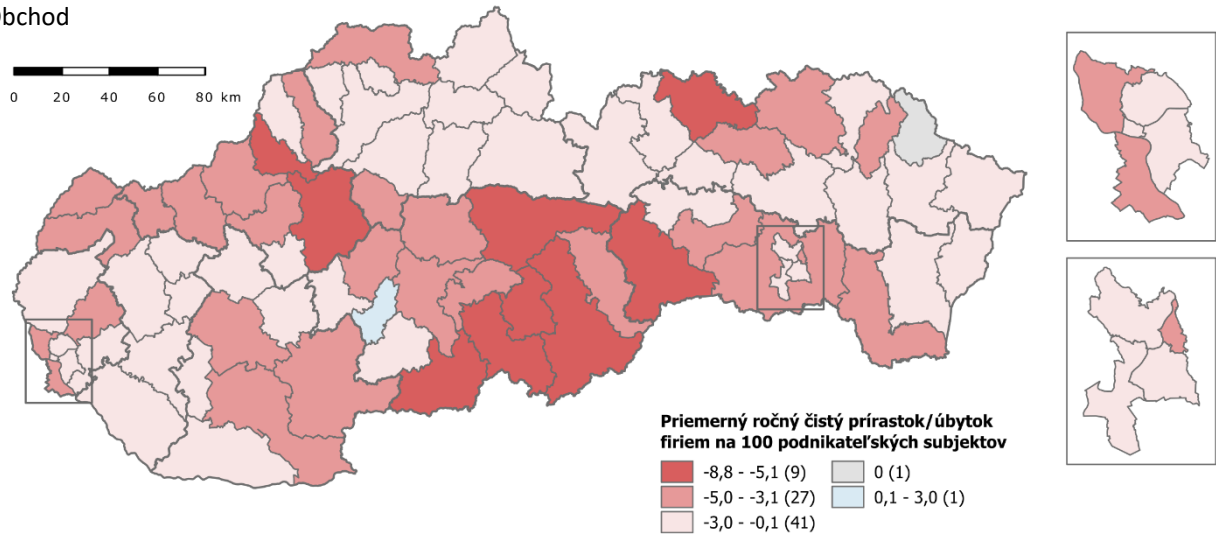 Obchod
0 20 40 60 80 km
Priemerný ročný čistý prírastok/úbytok
firiem na 100 podnikateľských subjektov
-8,8 - -5,1 (9)
0 (1)
-5,0 - -3,1 (27)
0,1 - 3,0 (1)
-3,0 - -0,1 (41)